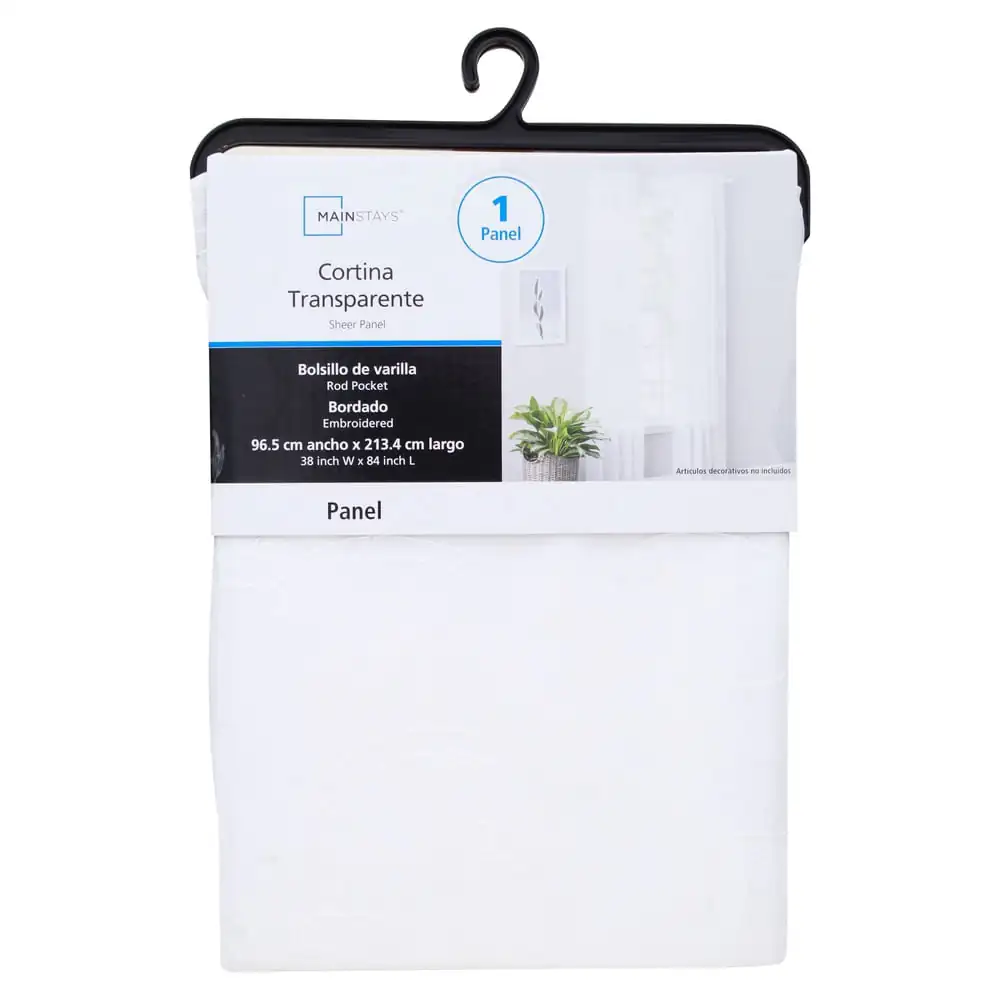 MAINSTAYS™
1
Panel
Cortina
Transparente
Sheer Panel
Bolsillo de varilla
Rod Pocket
Bordado
Embroidered
96.5 cm ancho x 213.4 cm largo
38 inch W x 84 inch L
Artículos decorativos no incluidos
Panel